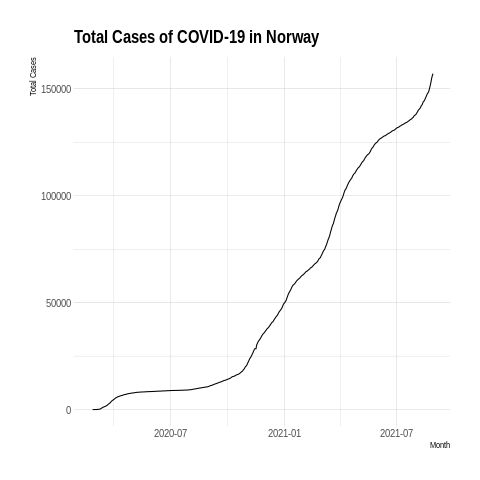 Total Cases of COVID-19 in Norway
Total Cases
150000
100000
50000
0
2020-07
2021-01
2021-07
Month